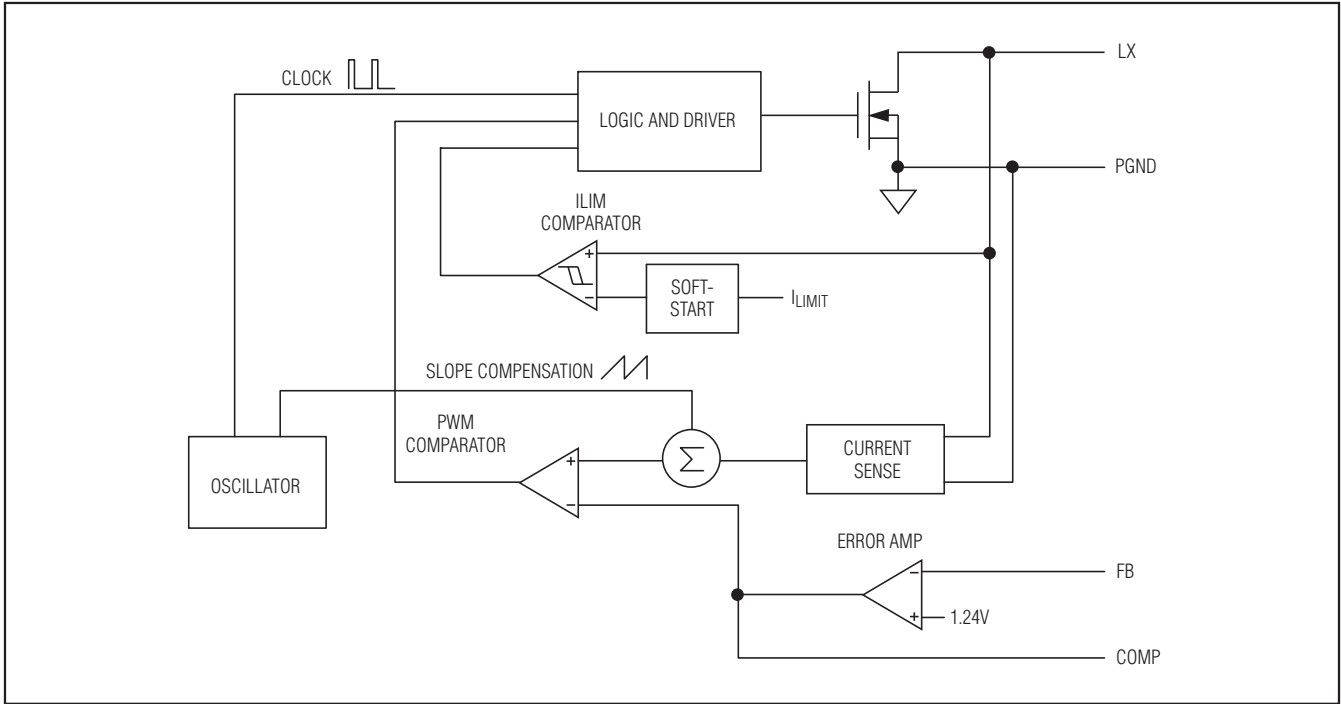 LX
CLOCK
LOGIC AND DRIVER
PGND
ILIM
COMPARATOR
+
−
SOFT-
START
ILIMIT
SLOPE COMPENSATION
PWM
COMPARATOR
+
−
Σ
CURRENT
SENSE
OSCILLATOR
ERROR AMP
−
FB
+
1.24V
COMP